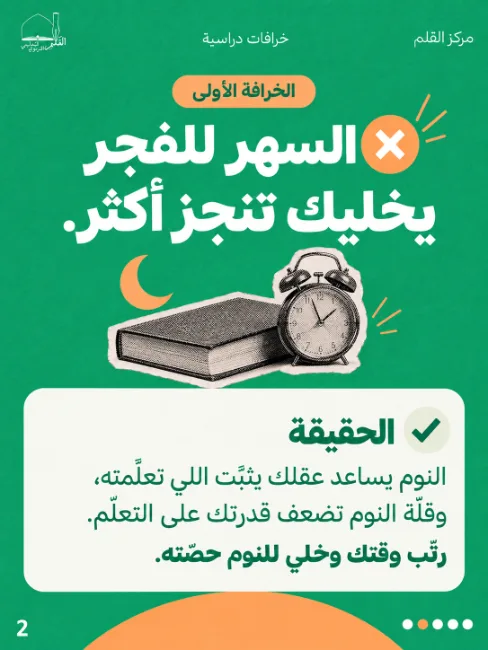 مركز القلم
خرافات دراسية
القلم
الخرافة الأولى
السهر للفجر
يخليك تنجز أكثر.
الحقيقة
النوم يساعد عقلك يثبَّت اللي تعلَّمته،
وقلّة النوم تضعف قدرتك على التعلّم.
رتّب وقتك وخلي للنوم حصّته.
2